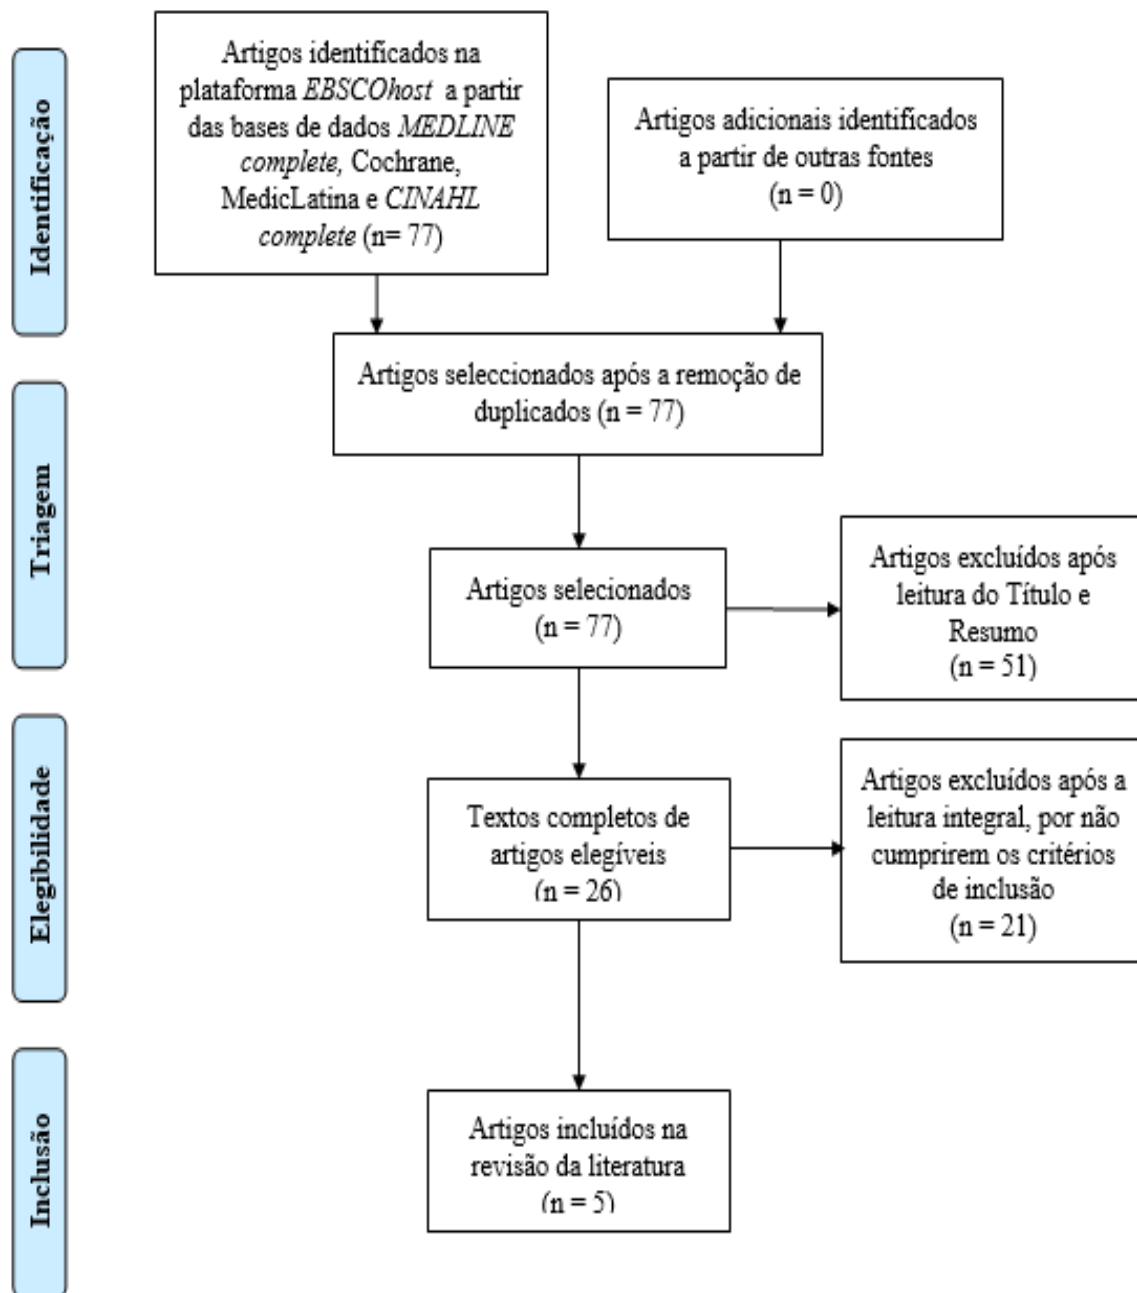 Identificação
Artigos identificados na
plataforma EBSCOhost a partir
das bases de dados MEDLINE
complete, Cochrane,
MedicLatina e CINAHL
complete (n= 77)
Artigos adicionais identificados
a partir de outras fontes
(n = 0)
Triagem
Artigos seleccionados após a remoção de
duplicados (n = 77)
Artigos selecionados
(n = 77)
Artigos excluídos após
leitura do Título e
Resumo
(n = 51)
Elegibilidade
Textos completos de
artigos elegíveis
(n = 26)
Artigos excluídos após a
leitura integral, por não
cumprirem os critérios
de inclusão
(n = 21)
Inclusão
Artigos incluídos na
revisão da literatura
(n = 5)